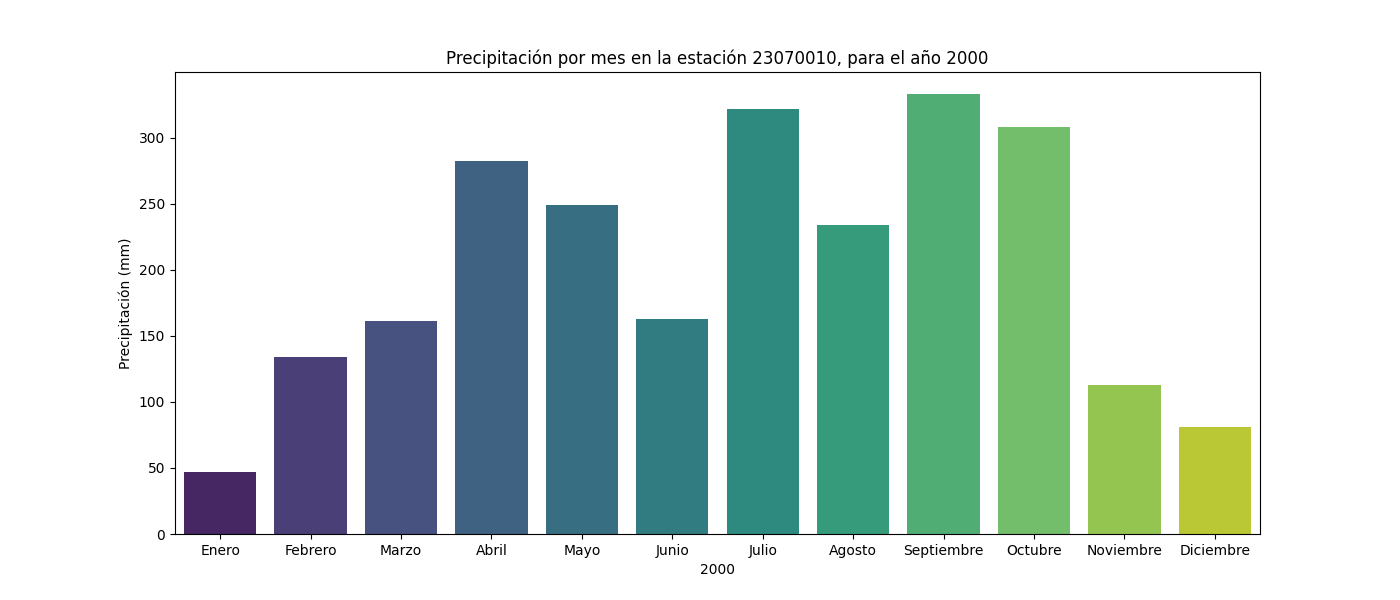 Precipitación por mes en la estación 23070010, para el año 2000
Precipitación (mm)
300
250
200
150
100
50
0
Enero Febrero Marzo Abril Mayo Junio Julio Agosto Septiembre Octubre Noviembre Diciembre
2000